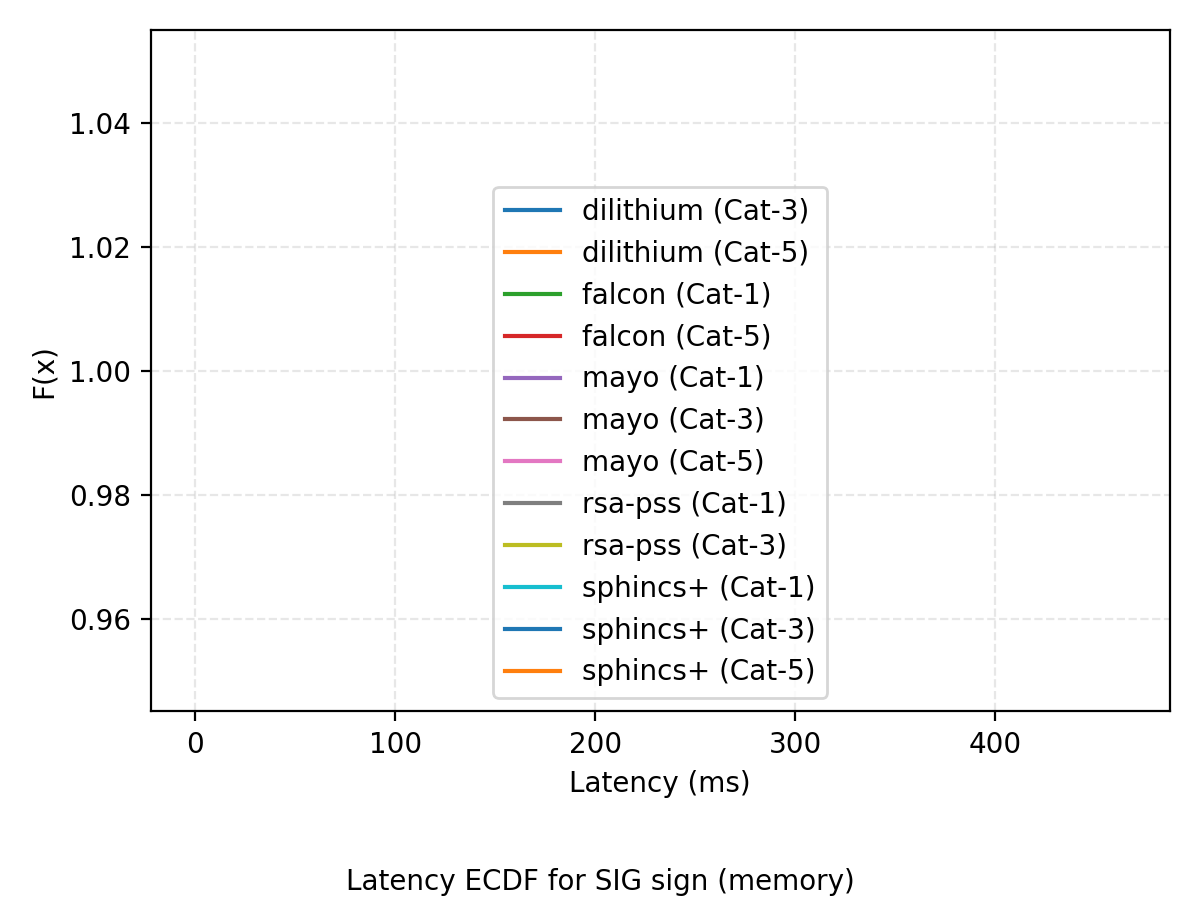 1.04
1.02
1.00
0.98
0.96
F(x)
dilithium (Cat-3)
dilithium (Cat-5)
falcon (Cat-1)
falcon (Cat-5)
mayo (Cat-1)
mayo (Cat-3)
mayo (Cat-5)
rsa-pss (Cat-1)
rsa-pss (Cat-3)
sphincs+ (Cat-1)
sphincs+ (Cat-3)
sphincs+ (Cat-5)
0 100 200 300 400
Latency (ms)
Latency ECDF for SIG sign (memory)